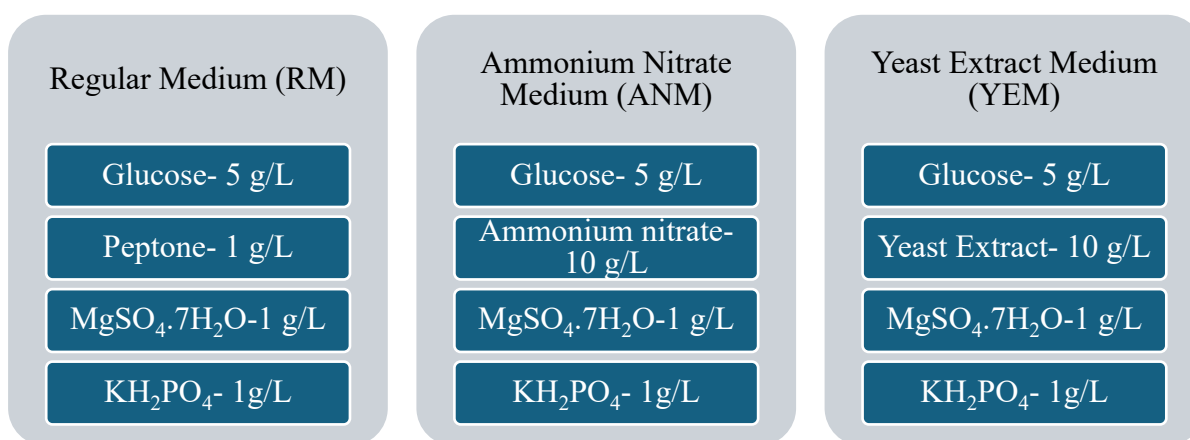 Regular Medium (RM)
Glucose- 5 g/L
Peptone- 1 g/L
MgSO₄.7H₂O-1 g/L
KH₂PO₄- 1g/L
Ammonium Nitrate
Medium (ANM)
Glucose- 5 g/L
Ammonium nitrate-
10 g/L
MgSO₄.7H₂O-1 g/L
KH₂PO₄- 1g/L
Yeast Extract Medium
(YEM)
Glucose- 5 g/L
Yeast Extract- 10 g/L
MgSO₄.7H₂O-1 g/L
KH₂PO₄- 1g/L